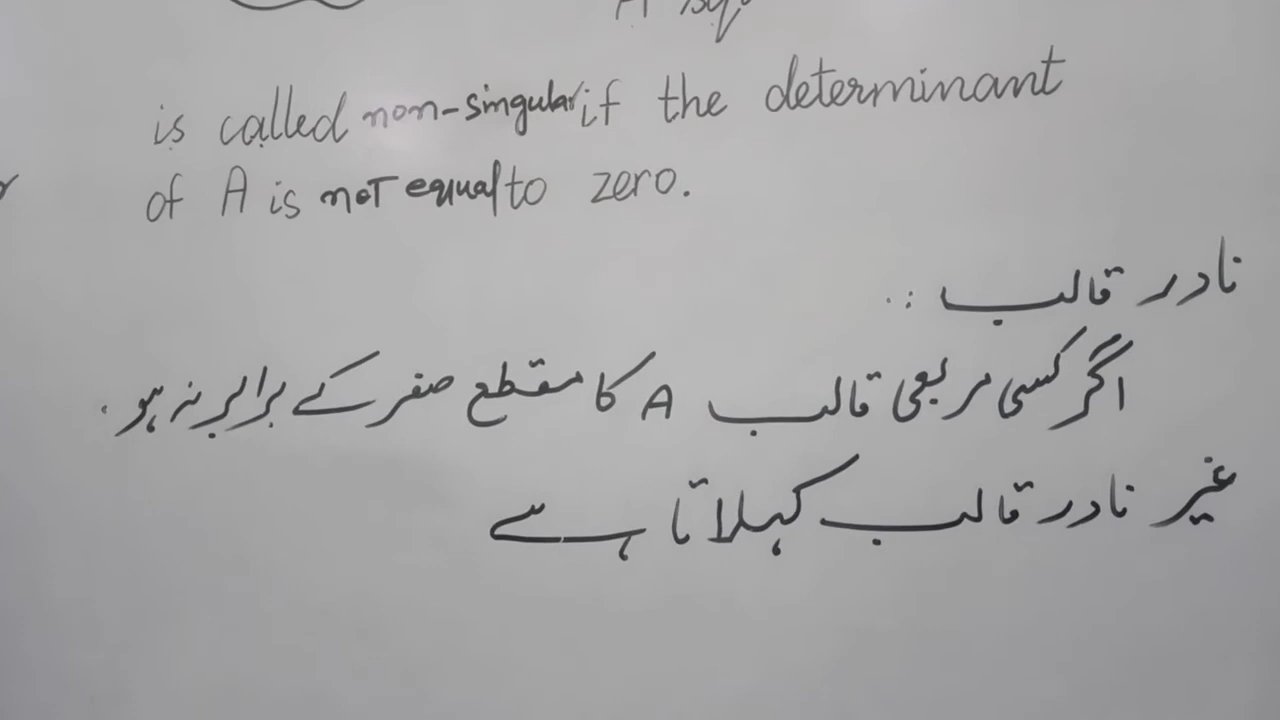 is called non-singular if the determinant
of A is not equal to zero.
نادر قالب :.
اگر کسی مربعی قالب A کا مقطع صفر کے برابر نہ ہو.
غیر نادر قالب کہلاتا ہے